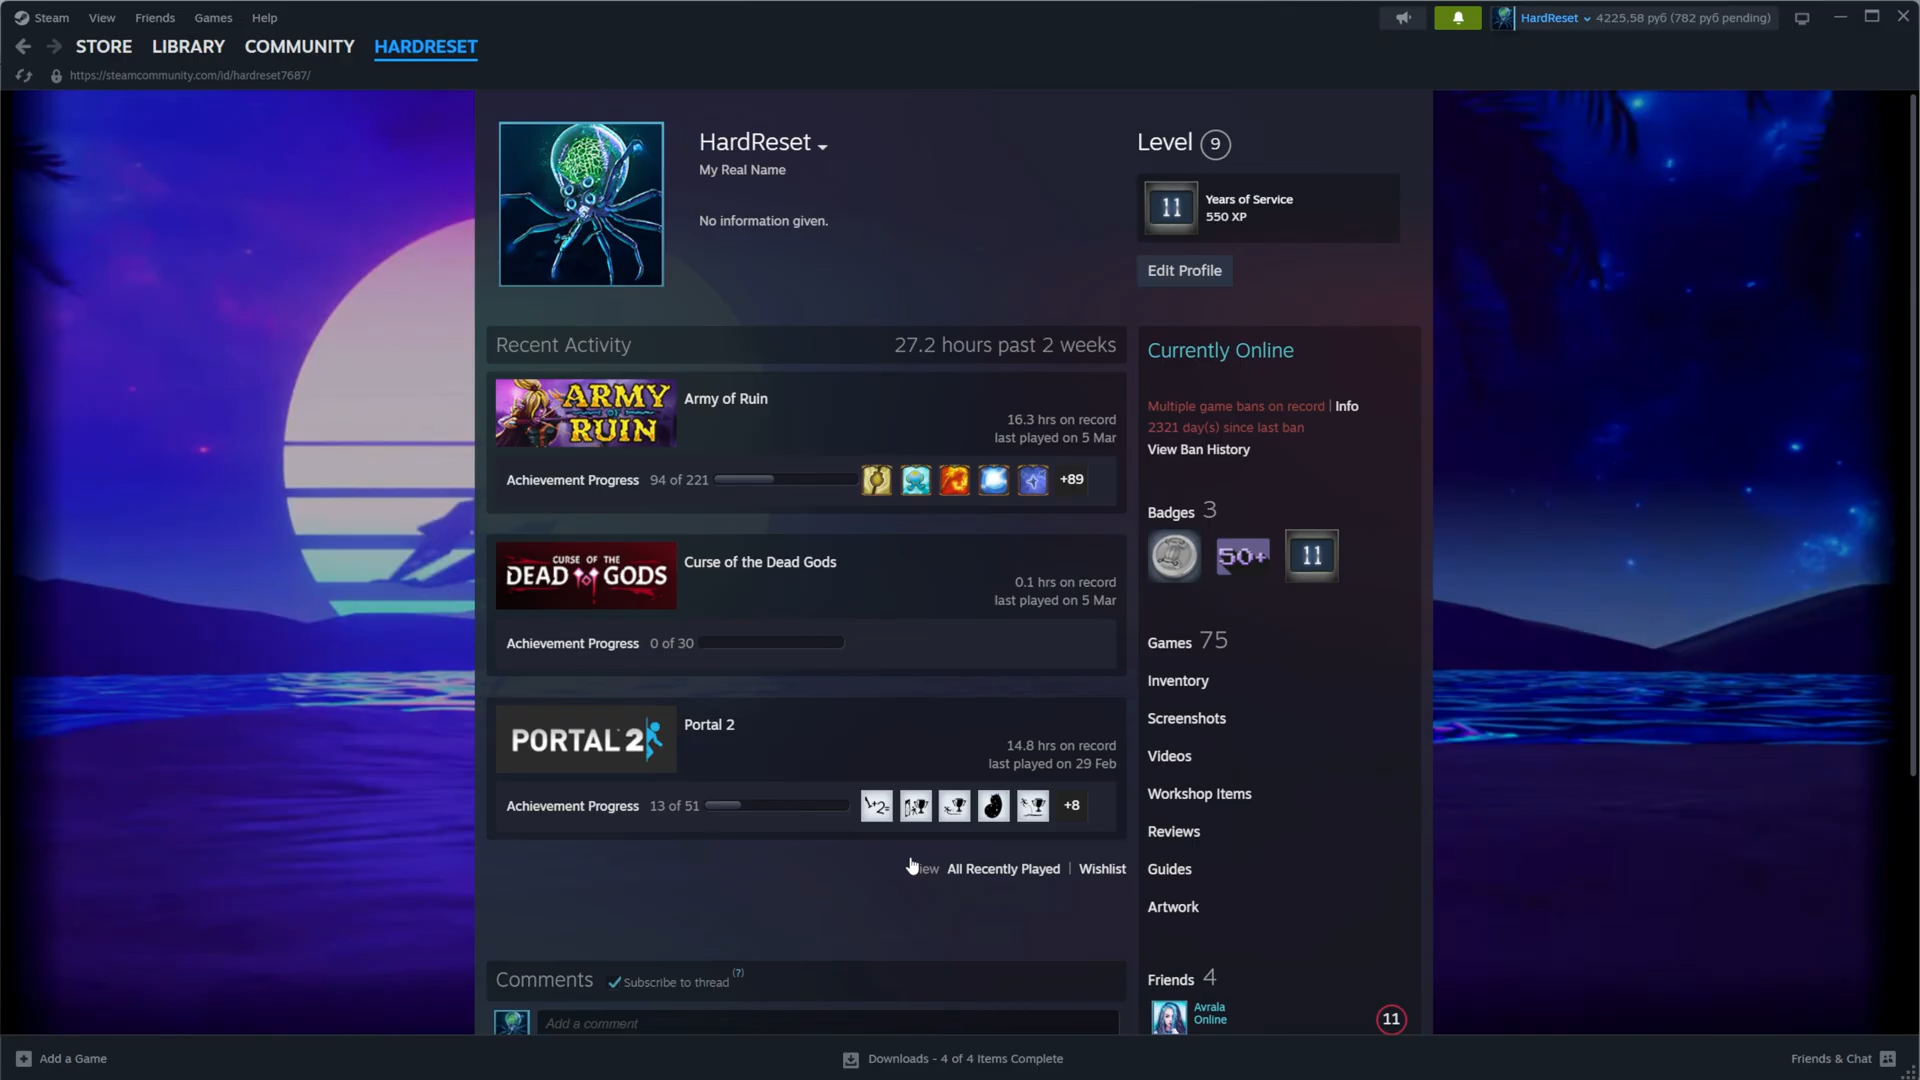 Steam View Friends Games Help
HardReset 4225.58 руб (782 руб pending)
STORE LIBRARY COMMUNITY HARDRESET
https://steamcommunity.com/id/hardreset7687/
HardReset
My Real Name
No information given.
Level 9
11 Years of Service
550 XP
Edit Profile
Recent Activity 27.2 hours past 2 weeks
ARMY OF RUIN
Army of Ruin
16.3 hrs on record
last played on 5 Mar
Achievement Progress 94 of 221 +89
CURSE OF THE DEAD GODS
Curse of the Dead Gods
0.1 hrs on record
last played on 5 Mar
Achievement Progress 0 of 30
PORTAL 2
Portal 2
14.8 hrs on record
last played on 29 Feb
Achievement Progress 13 of 51 1+2= +8
All Recently Played | Wishlist
Comments Subscribe to thread (?)
Add a comment
Currently Online
Multiple game bans on record | Info
2321 day(s) since last ban
View Ban History
Badges 3
50+ 11
Games 75
Inventory
Screenshots
Videos
Workshop Items
Reviews
Guides
Artwork
Friends 4
Avrala
Online
11
Add a Game
Downloads - 4 of 4 Items Complete
Friends & Chat